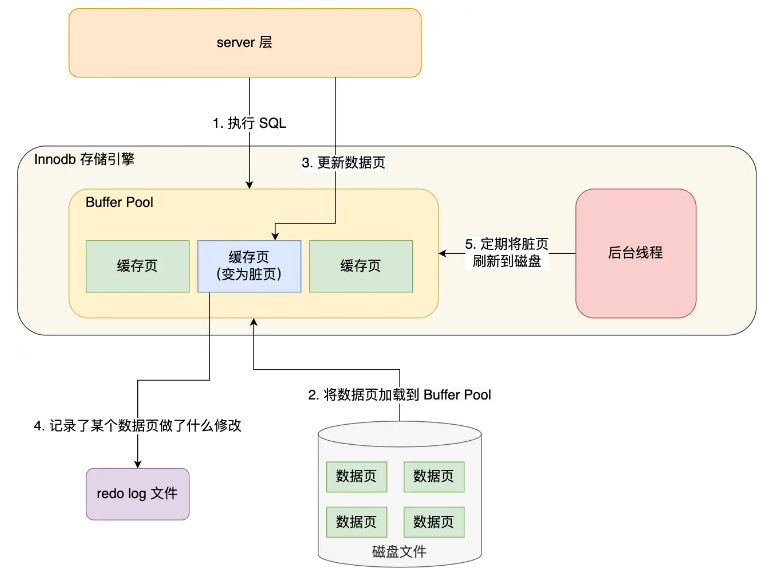 server 层
1. 执行 SQL
Innodb 存储引擎
3. 更新数据页
Buffer Pool
缓存页
缓存页
(变为脏页)
缓存页
5. 定期将脏页
刷新到磁盘
后台线程
2. 将数据页加载到 Buffer Pool
4. 记录了某个数据页做了什么修改
redo log 文件
数据页
数据页
数据页
数据页
磁盘文件